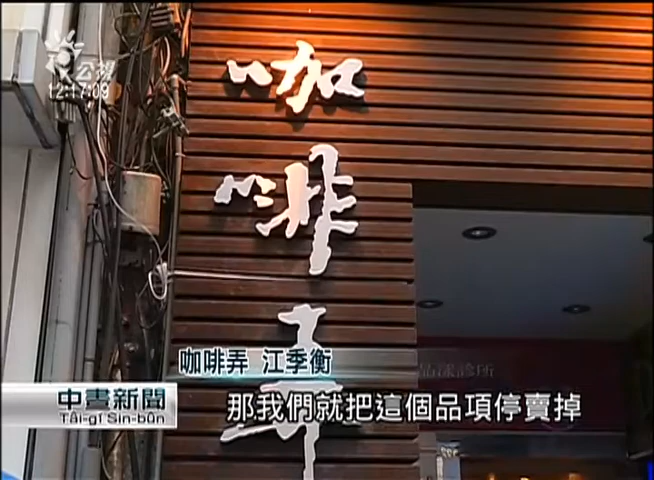 公視
12:17:09
咖啡弄
咖啡弄 江季衡
中晝新聞
Tâi-gí Sin-bûn
那我們就把這個品項停賣掉